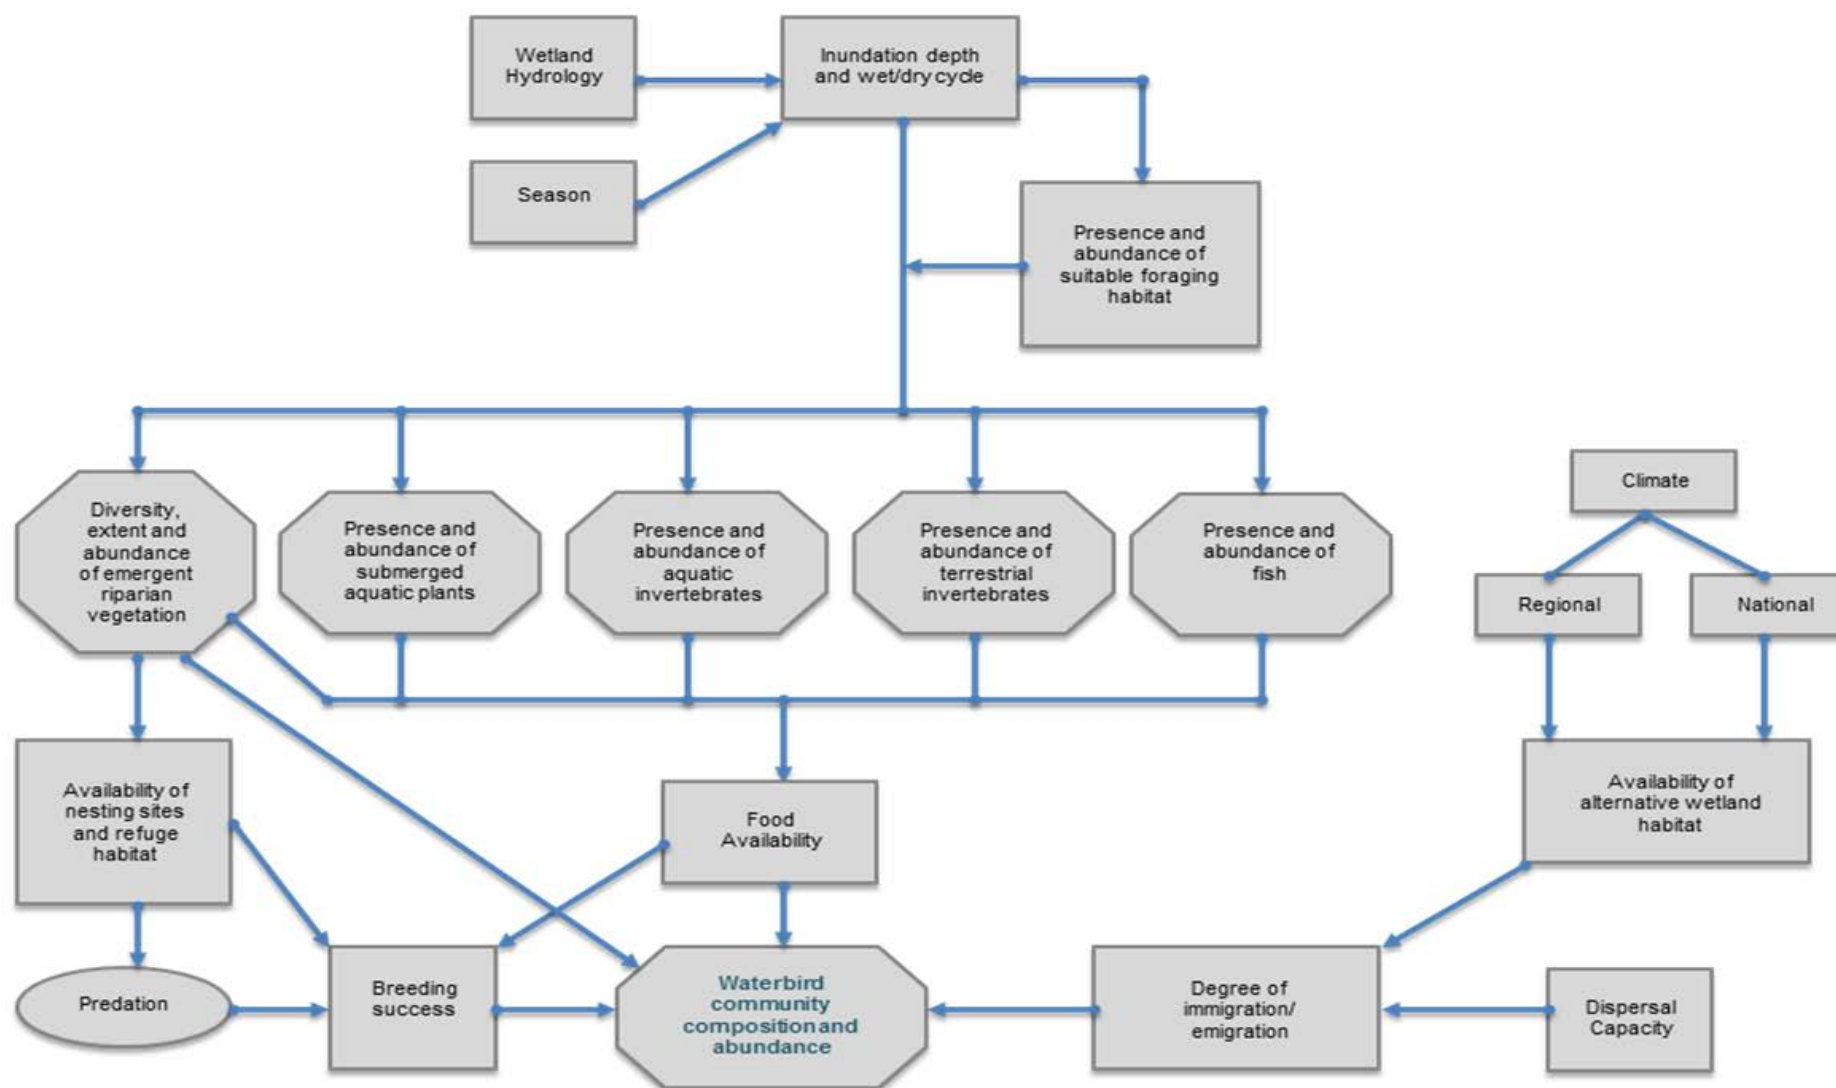 Wetland
Hydrology
Inundation depth
and wet/dry cycle
Season
Presence and
abundance of
suitable foraging
habitat
Diversity,
extent and
abundance
of emergent
riparian
vegetation
Presence and
abundance of
submerged
aquatic plants
Presence and
abundance of
aquatic
invertebrates
Presence and
abundance of
terrestrial
invertebrates
Presence and
abundance of
fish
Climate
Regional
National
Availability of
nesting sites
and refuge
habitat
Food
Availability
Availability of
alternative wetland
habitat
Predation
Breeding
success
Waterbird
community
composition and
abundance
Degree of
immigration/
emigration
Dispersal
Capacity